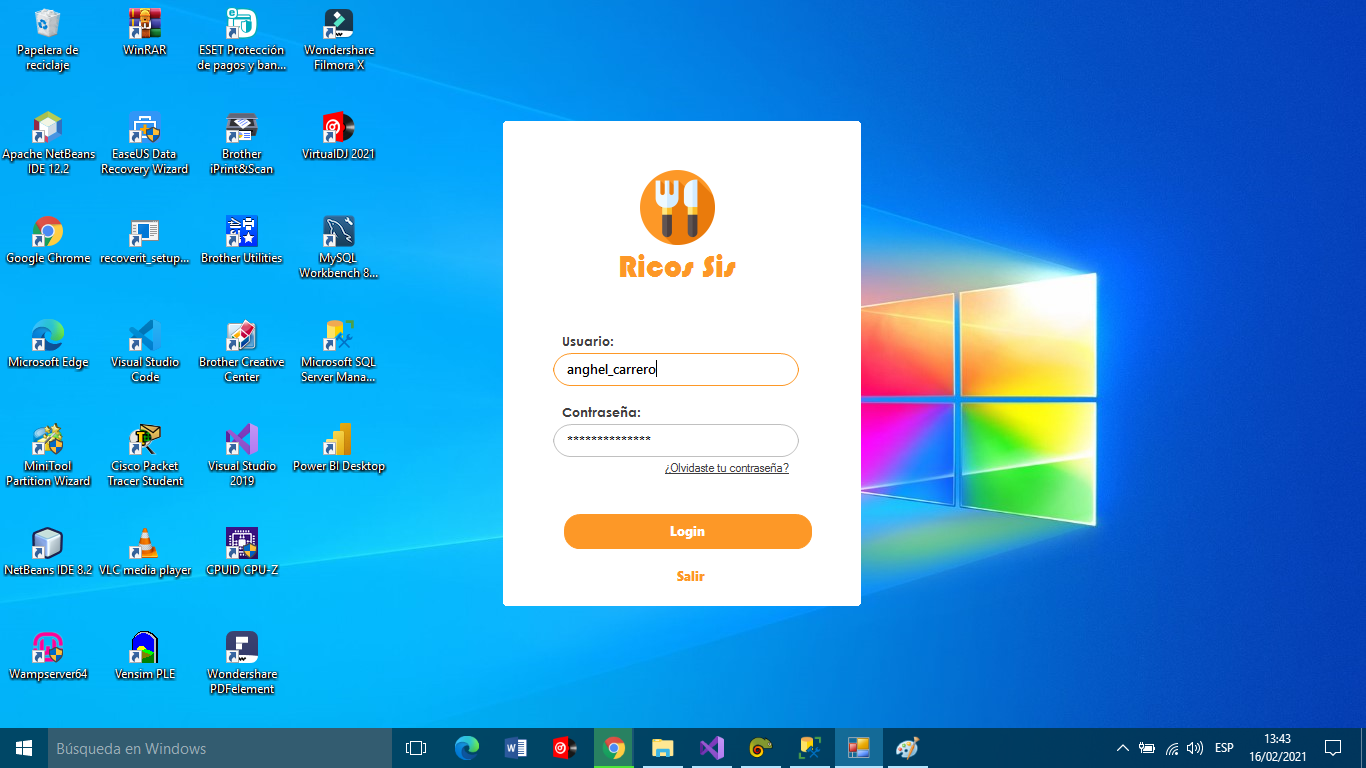 Papelera de
reciclaje
WinRAR
ESET Protección
de pagos y ban...
Wondershare
Filmora X
Apache NetBeans
IDE 12.2
EaseUS Data
Recovery Wizard
Brother
iPrint&Scan
VirtualDJ 2021
Google Chrome
recoverit_setup...
Brother Utilities
MySQL
Workbench 8...
Microsoft Edge
Visual Studio
Code
Brother Creative
Center
Microsoft SQL
Server Mana...
MiniTool
Partition Wizard
Cisco Packet
Tracer Student
Visual Studio
2019
Power BI Desktop
NetBeans IDE 8.2
VLC media player
CPUID CPU-Z
Wampserver64
Vensim PLE
Wondershare
PDFelement
Ricos Sis
Usuario:
anghel_carrero
Contraseña:
**************
¿Olvidaste tu contraseña?
Login
Salir
Búsqueda en Windows
ESP
13:43
16/02/2021